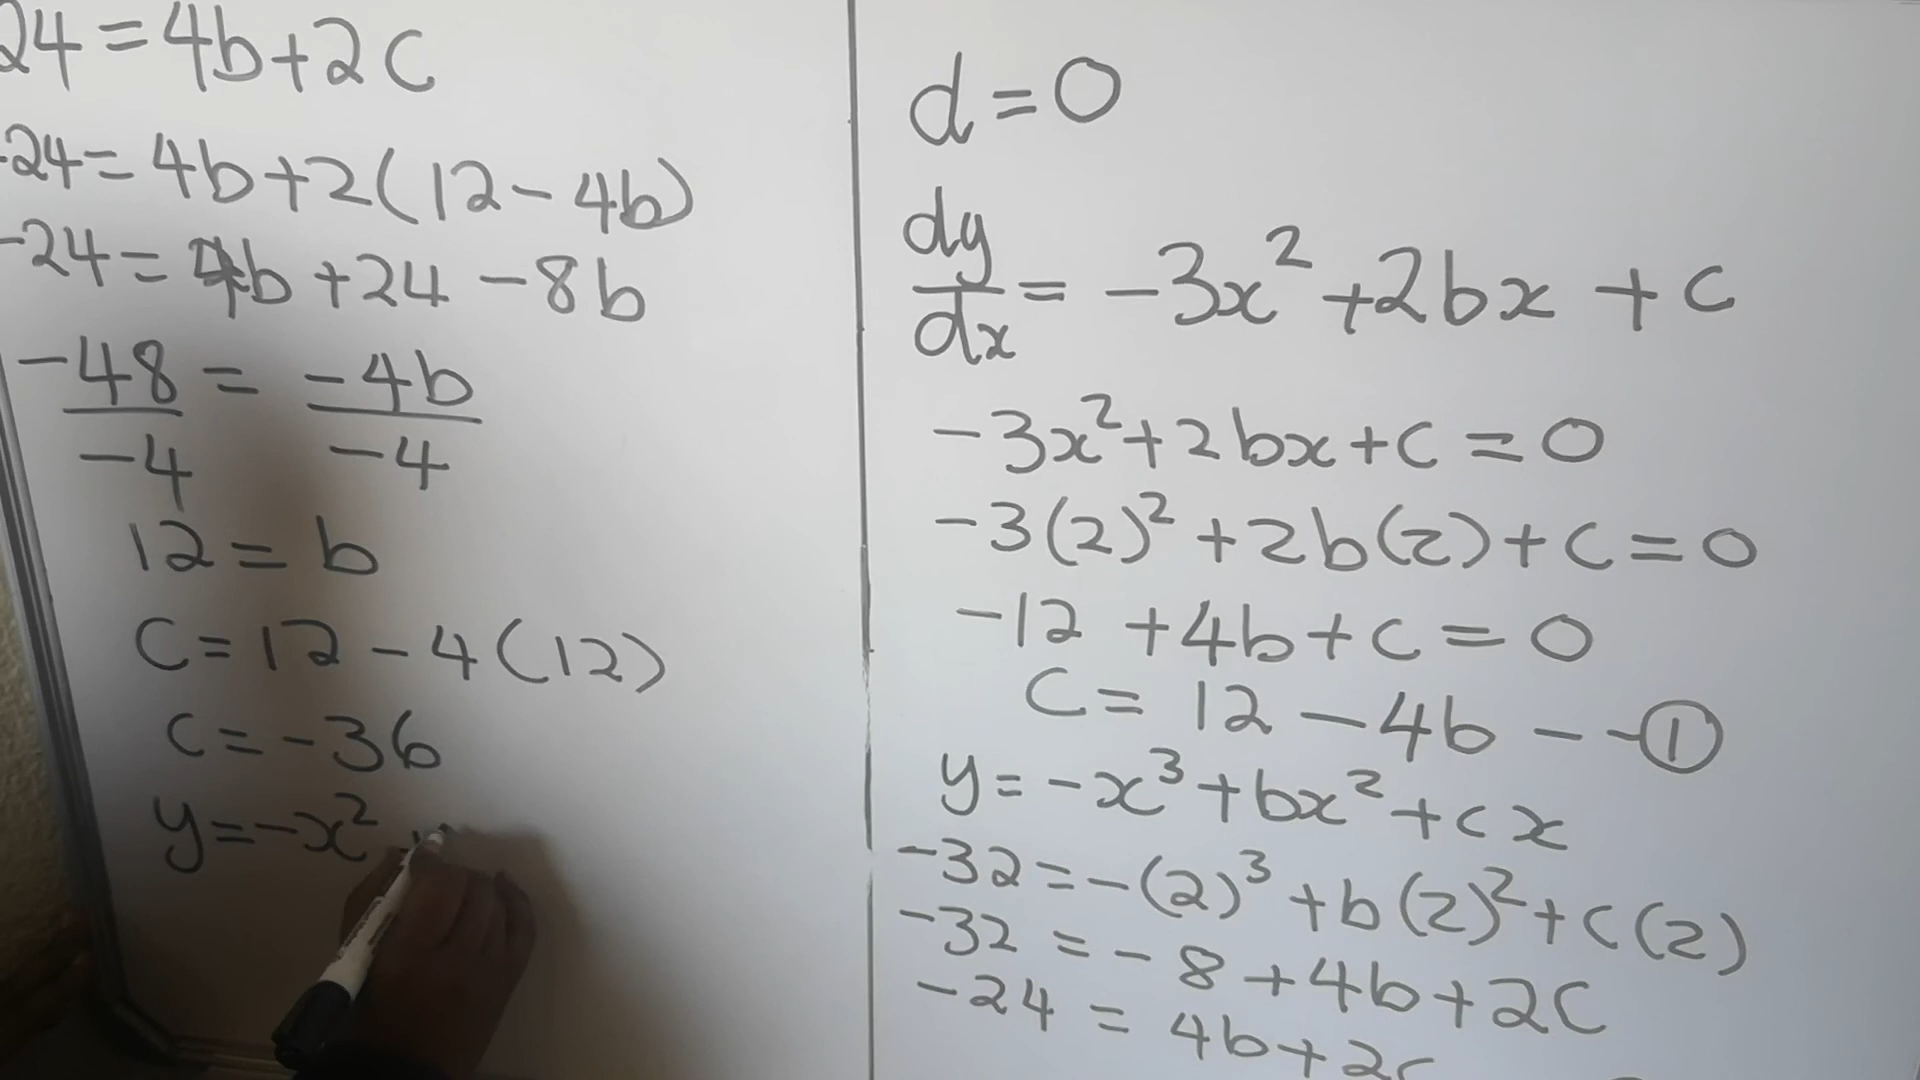 24 = 4b + 2c
-24 = 4b + 2(12 - 4b)
-24 = 4b + 24 - 8b
-48/-4 = -4b/-4
12 = b
C = 12 - 4(12)
c = -36
y = -x² +
d = 0
dy/dx = -3x² + 2bx + c
-3x² + 2bx + c = 0
-3(2)² + 2b(2) + c = 0
-12 + 4b + c = 0
C = 12 - 4b - - ①
y = -x³ + bx² + cx
-32 = -(2)³ + b(2)² + c(2)
-32 = -8 + 4b + 2C
-24 = 4b + 2c